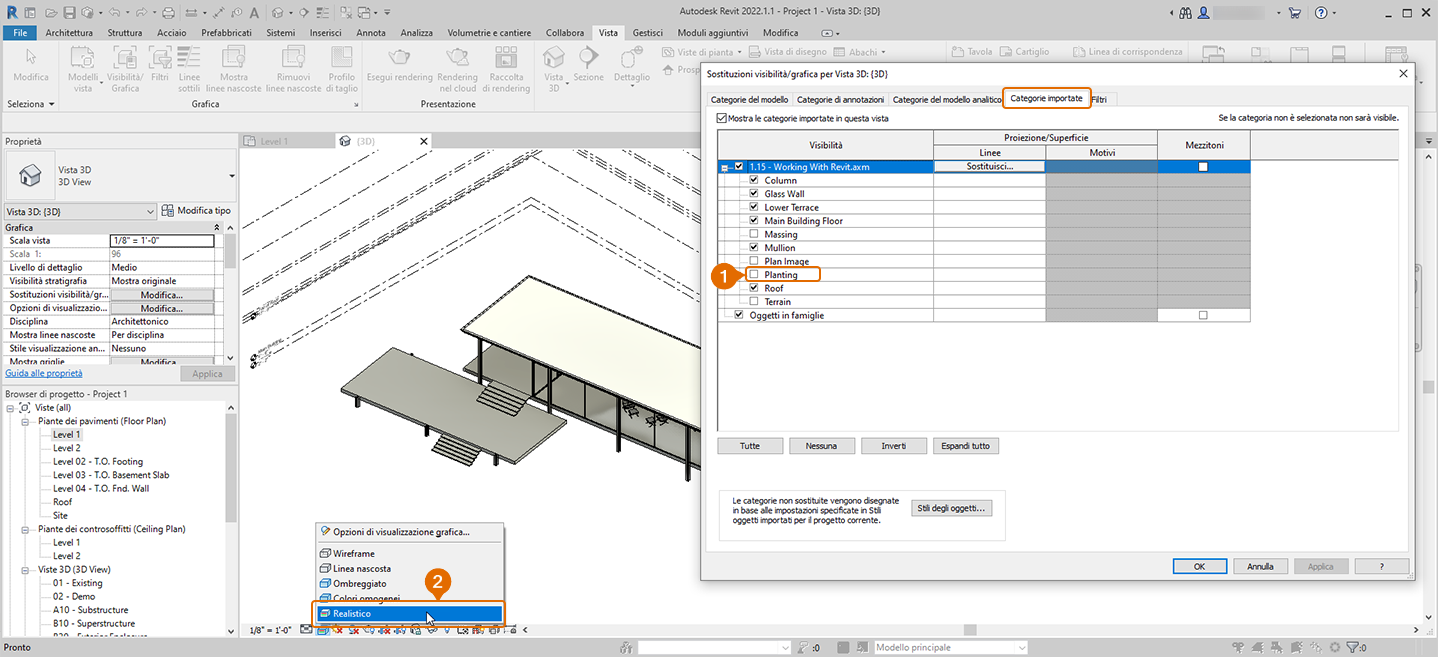 Autodesk Revit 2022.1.1 - Project 1 - Vista 3D: {3D}
File Architettura Struttura Acciaio Prefabbricati Sistemi Inserisci Annota Analizza Volumetrie e cantiere Collabora Vista Gestisci Moduli aggiuntivi Modifica
Modifica
Modelli vista
Visibilità/ Grafica
Filtri
Linee sottili
Mostra linee nascoste
Rimuovi linee nascoste
Profilo di taglio
Esegui rendering
Rendering nel cloud
Raccolta di rendering
Vista 3D
Sezione
Dettaglio
Viste di pianta
Vista di disegno
Abachi
Tavola
Cartiglio
Linea di corrispondenza
Seleziona
Grafica
Presentazione
Proprietà
Vista 3D
3D View
Vista 3D: {3D}
Modifica tipo
Grafica
Scala vista 1/8" = 1'-0"
Scala 1: 96
Livello di dettaglio Medio
Visibilità stratigrafia Mostra originale
Sostituzioni visibilità/gr... Modifica...
Opzioni di visualizzazio... Modifica...
Disciplina Architettonico
Mostra linee nascoste Per disciplina
Stile visualizzazione an... Nessuno
Mostra griglie Modifica
Guida alle proprietà
Applica
Browser di progetto - Project 1
Viste (all)
Piante dei pavimenti (Floor Plan)
Level 1
Level 2
Level 02 - T.O. Footing
Level 03 - T.O. Basement Slab
Level 04 - T.O. Fnd. Wall
Roof
Site
Piante dei controsoffitti (Ceiling Plan)
Level 1
Level 2
Viste 3D (3D View)
01 - Existing
02 - Demo
A10 - Substructure
B10 - Superstructure
B20 - Exterior Enclosure
Level 1
{3D}
Opzioni di visualizzazione grafica...
Wireframe
Linea nascosta
Ombreggiato
Colori omogenei
Realistico
2
1/8" = 1'-0"
Sostituzioni visibilità/grafica per Vista 3D: {3D}
Categorie del modello Categorie di annotazioni Categorie del modello analitico Categorie importate Filtri
Mostra le categorie importate in questa vista
Se la categoria non è selezionata non sarà visibile.
Visibilità
Proiezione/Superficie
Linee
Motivi
Mezzitoni
1.15 - Working With Revit.axm
Sostituisci...
Column
Glass Wall
Lower Terrace
Main Building Floor
Massing
Mullion
Plan Image
1
Planting
Roof
Terrain
Oggetti in famiglie
Tutte Nessuna Inverti Espandi tutto
Le categorie non sostituite vengono disegnate
in base alle impostazioni specificate in Stili
oggetti importati per il progetto corrente.
Stili degli oggetti...
OK Annulla Applica ?
Pronto
:0
Modello principale
:0